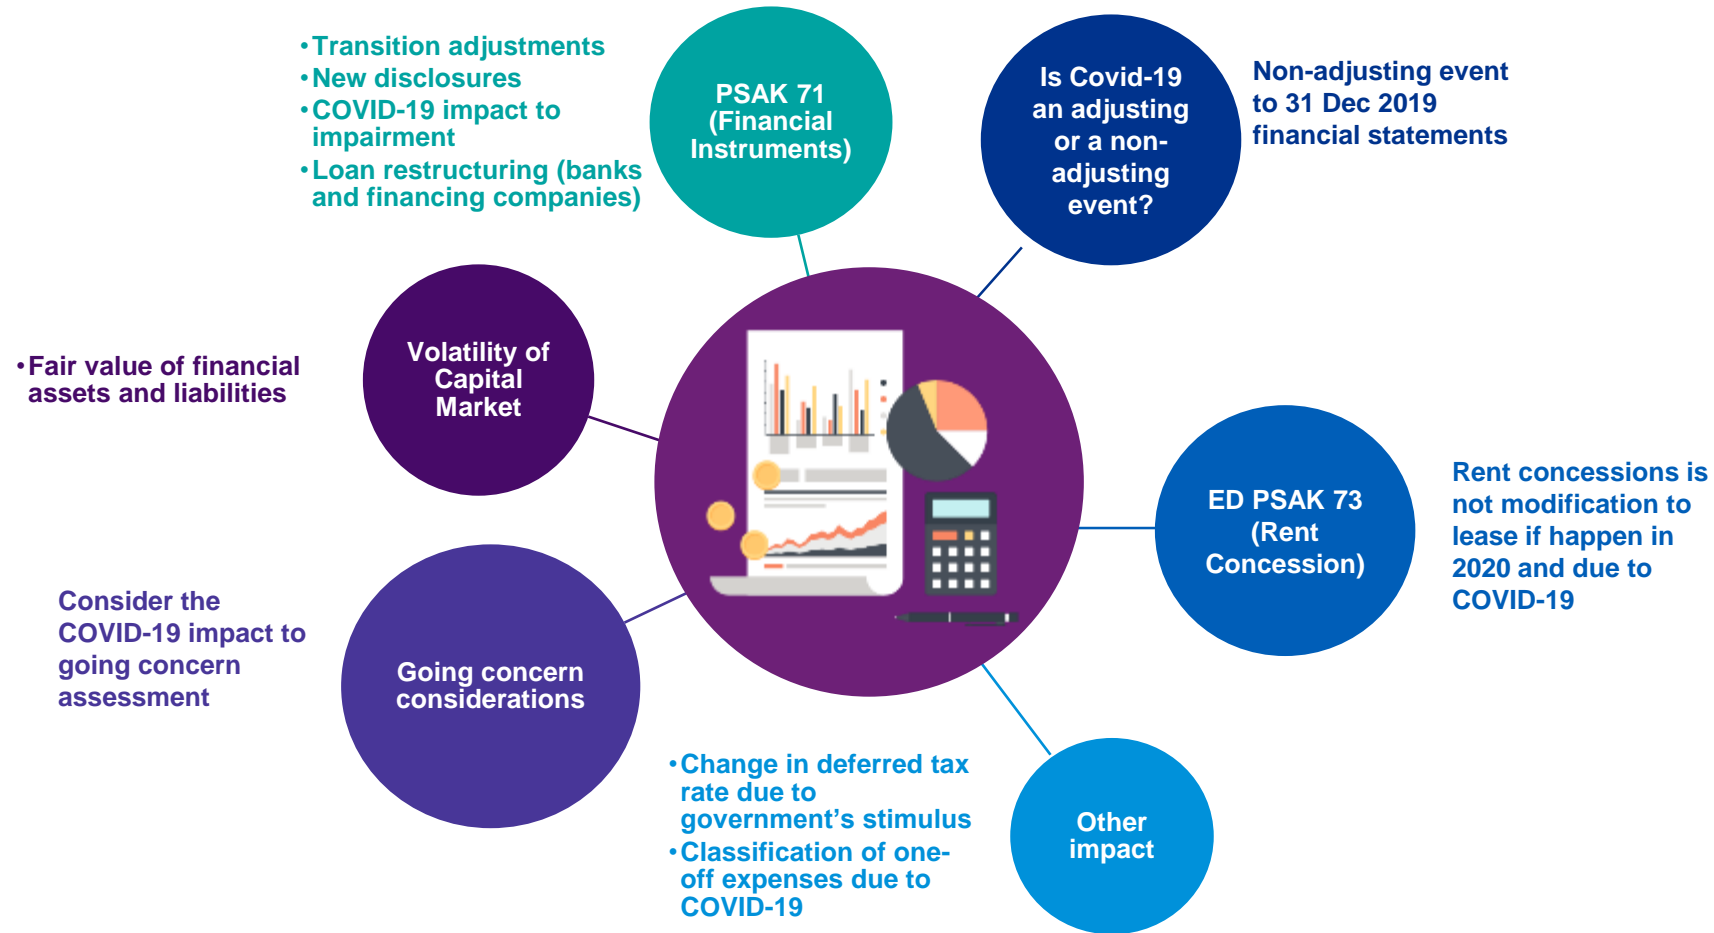 •Transition adjustments
•New disclosures
•COVID-19 impact to
impairment
•Loan restructuring (banks
and financing companies)
PSAK 71
(Financial
Instruments)
Is Covid-19
an adjusting
or a non-
adjusting
event?
Non-adjusting event
to 31 Dec 2019
financial statements
•Fair value of financial
assets and liabilities
Volatility of
Capital
Market
ED PSAK 73
(Rent
Concession)
Rent concessions is
not modification to
lease if happen in
2020 and due to
COVID-19
Consider the
COVID-19 impact to
going concern
assessment
Going concern
considerations
•Change in deferred tax
rate due to
government’s stimulus
•Classification of one-
off expenses due to
COVID-19
Other
impact